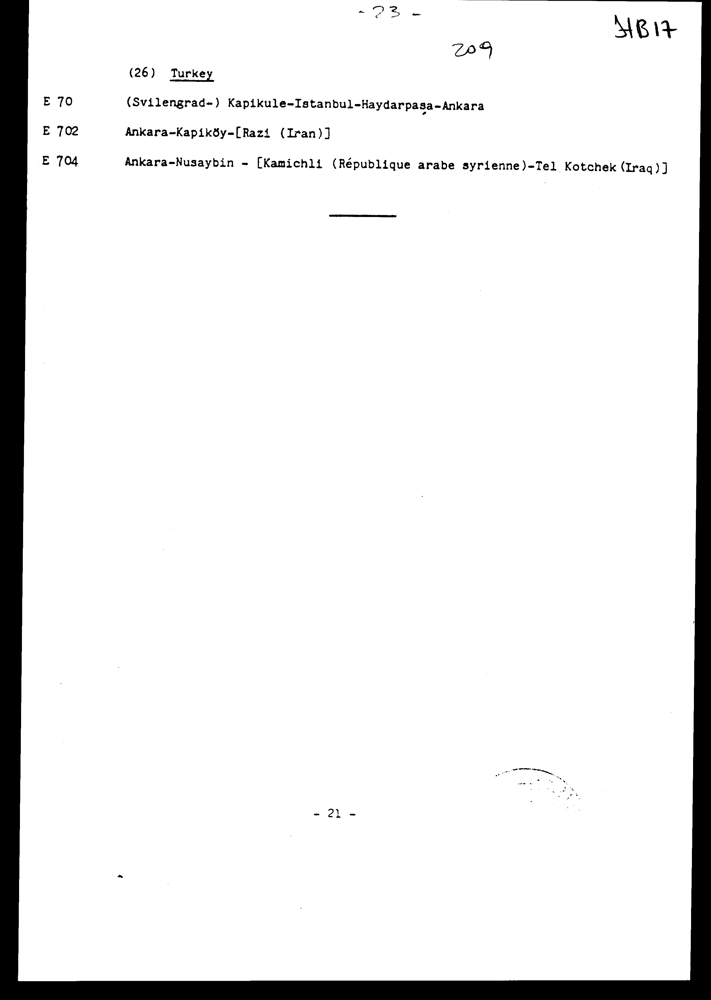 - 23 -
HB17
209
(26) Turkey
E 70 (Svilengrad-) Kapikule-Istanbul-Haydarpaşa-Ankara
E 702 Ankara-Kapiköy-[Razi (Iran)]
E 704 Ankara-Nusaybin - [Kamichli (République arabe syrienne)-Tel Kotchek (Iraq)]
- 21 -